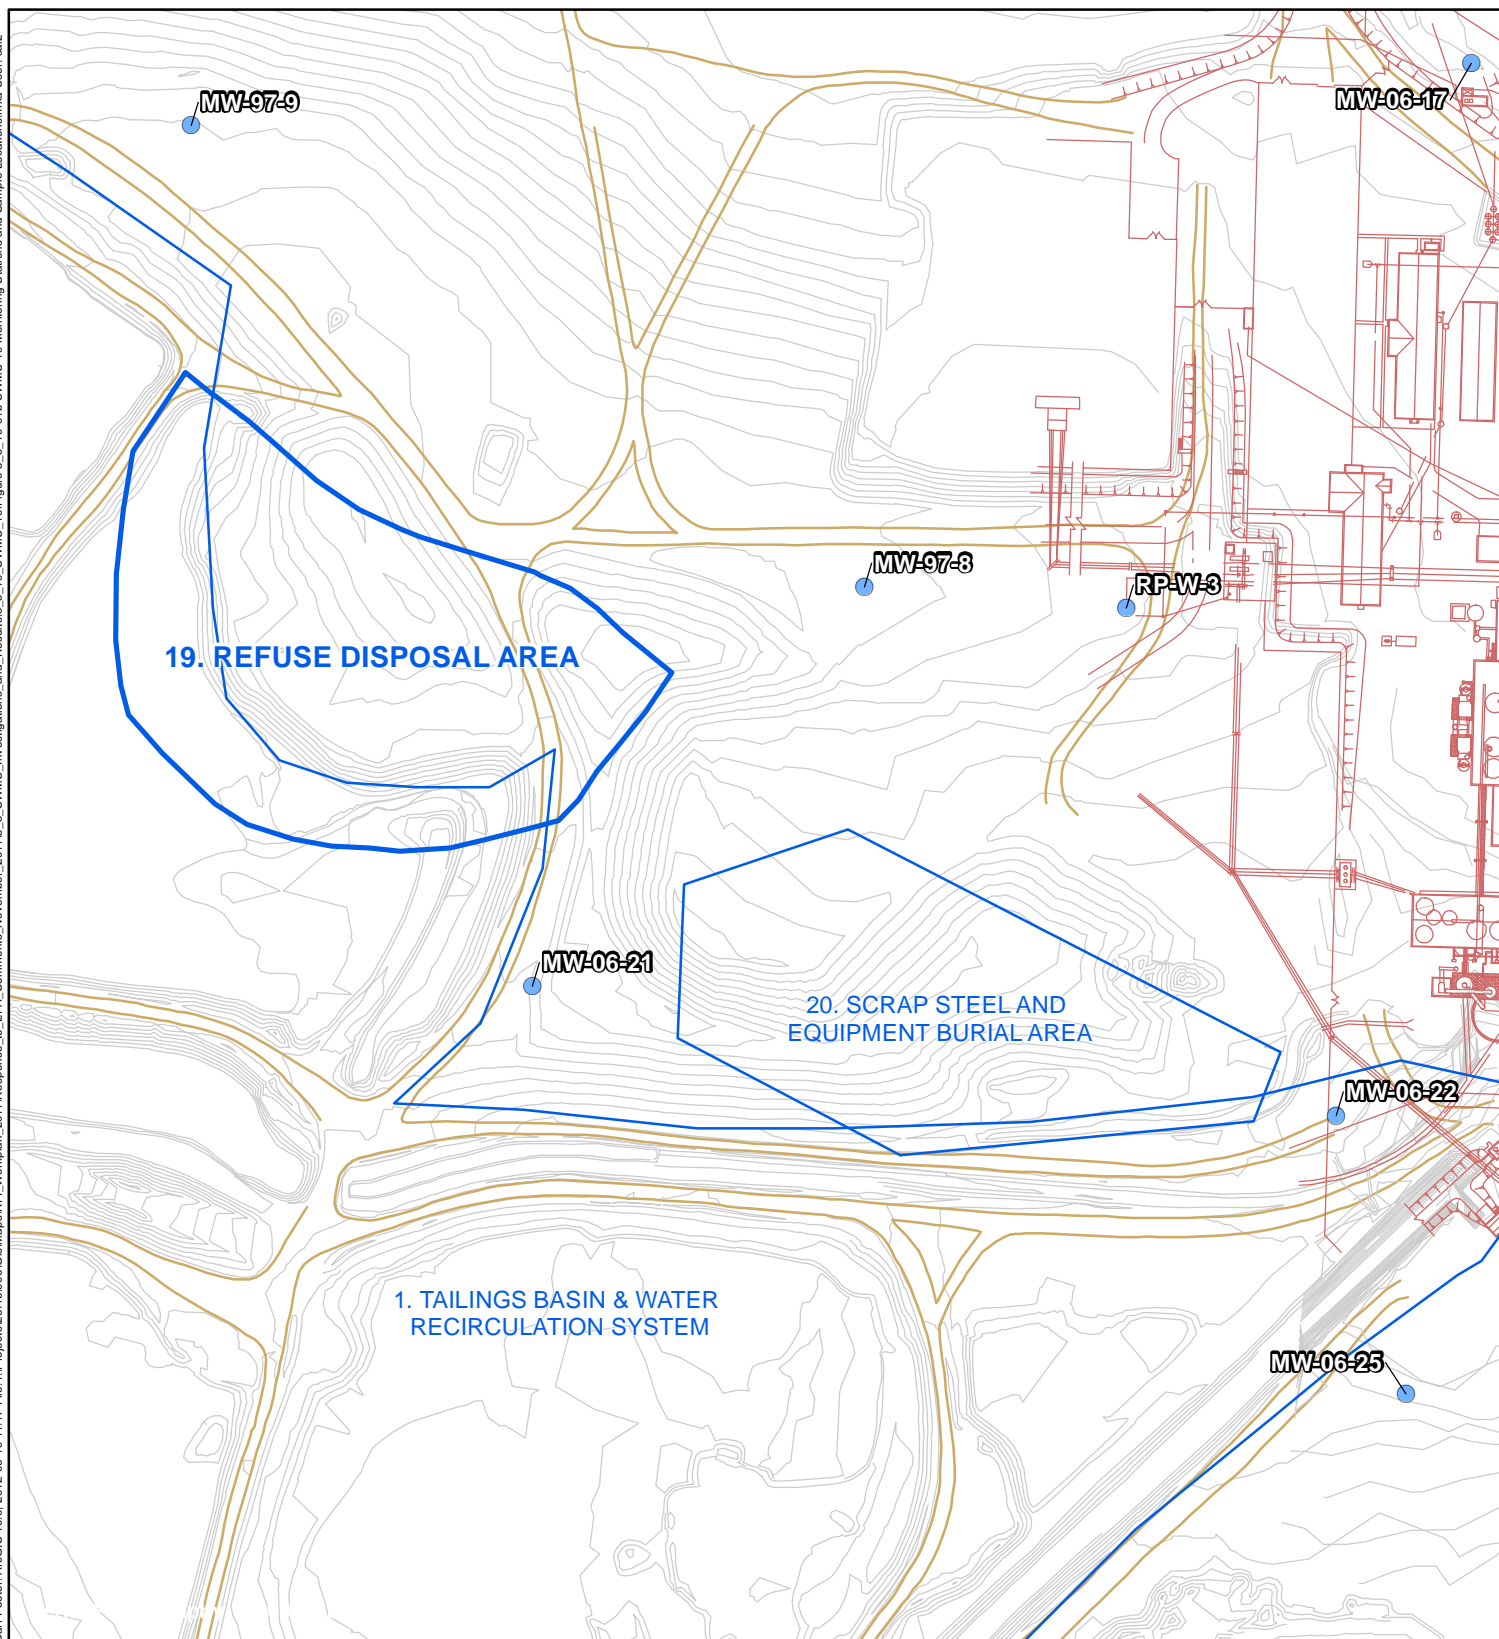 MW-97-9
MW-06-17
MW-97-8
RP-W-3
19. REFUSE DISPOSAL AREA
MW-06-21
20. SCRAP STEEL AND
EQUIPMENT BURIAL AREA
MW-06-22
1. TAILINGS BASIN & WATER
RECIRCULATION SYSTEM
MW-06-25